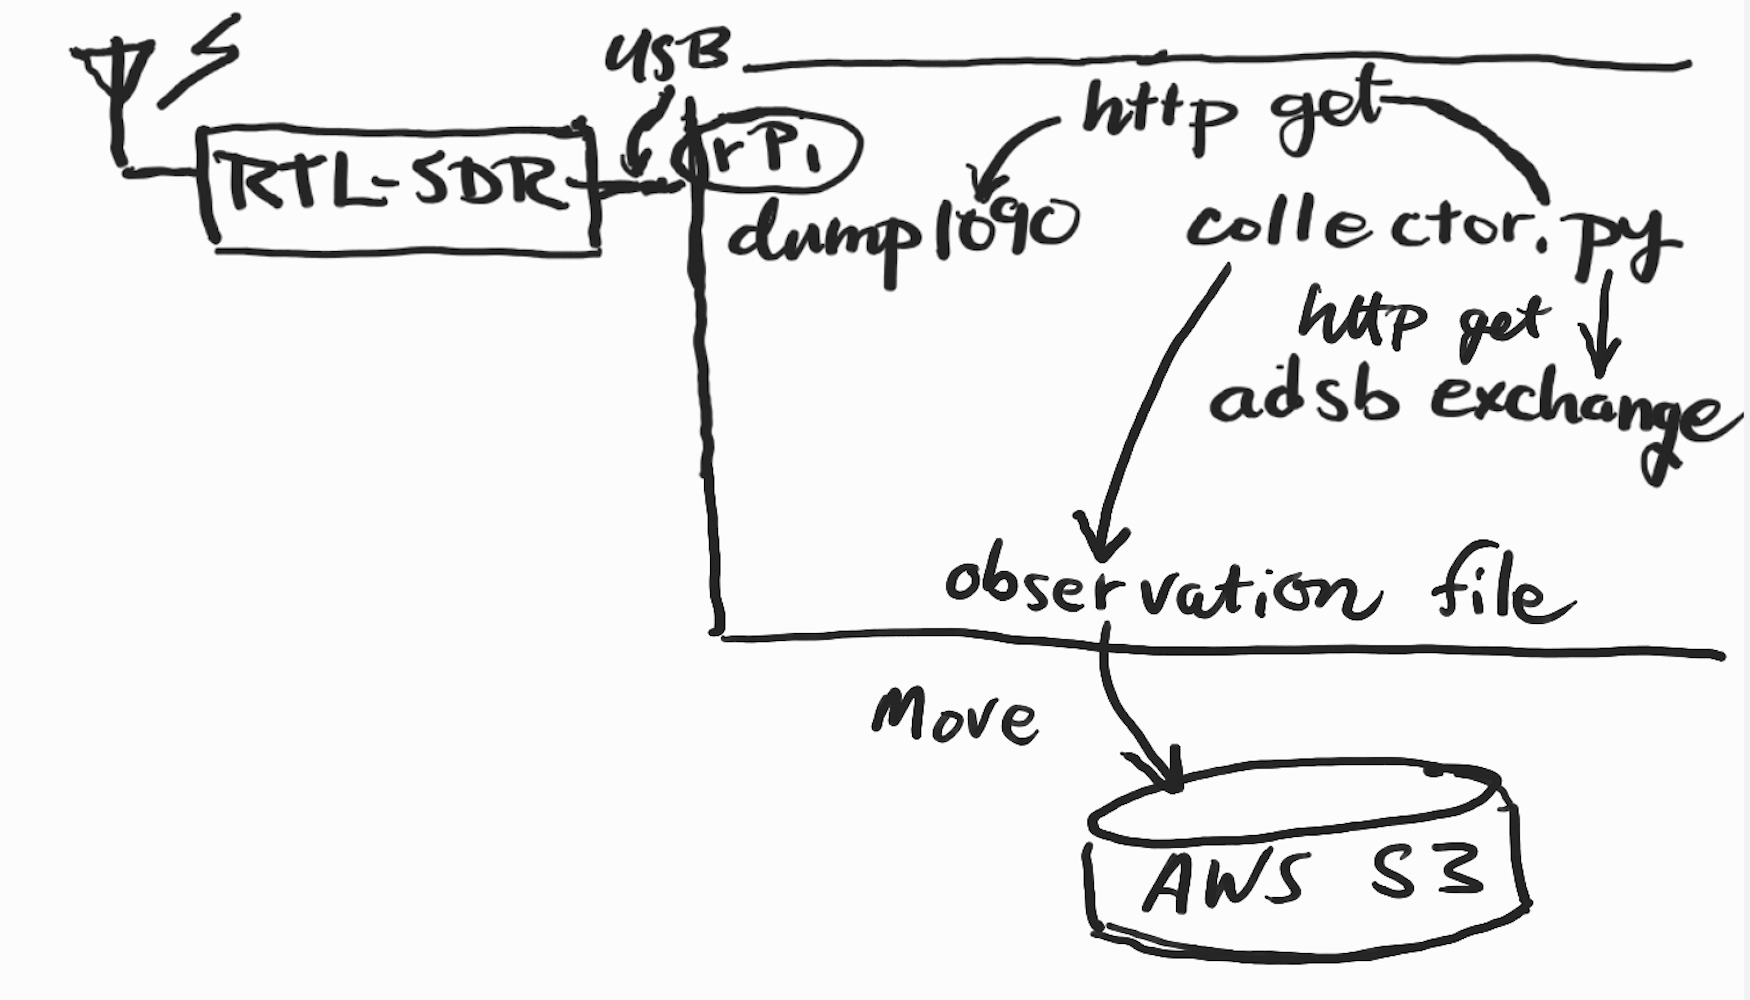 USB
http get
RTL-SDR
rPi
dump1090
collector.py
http get
adsb exchange
observation file
Move
AWS S3